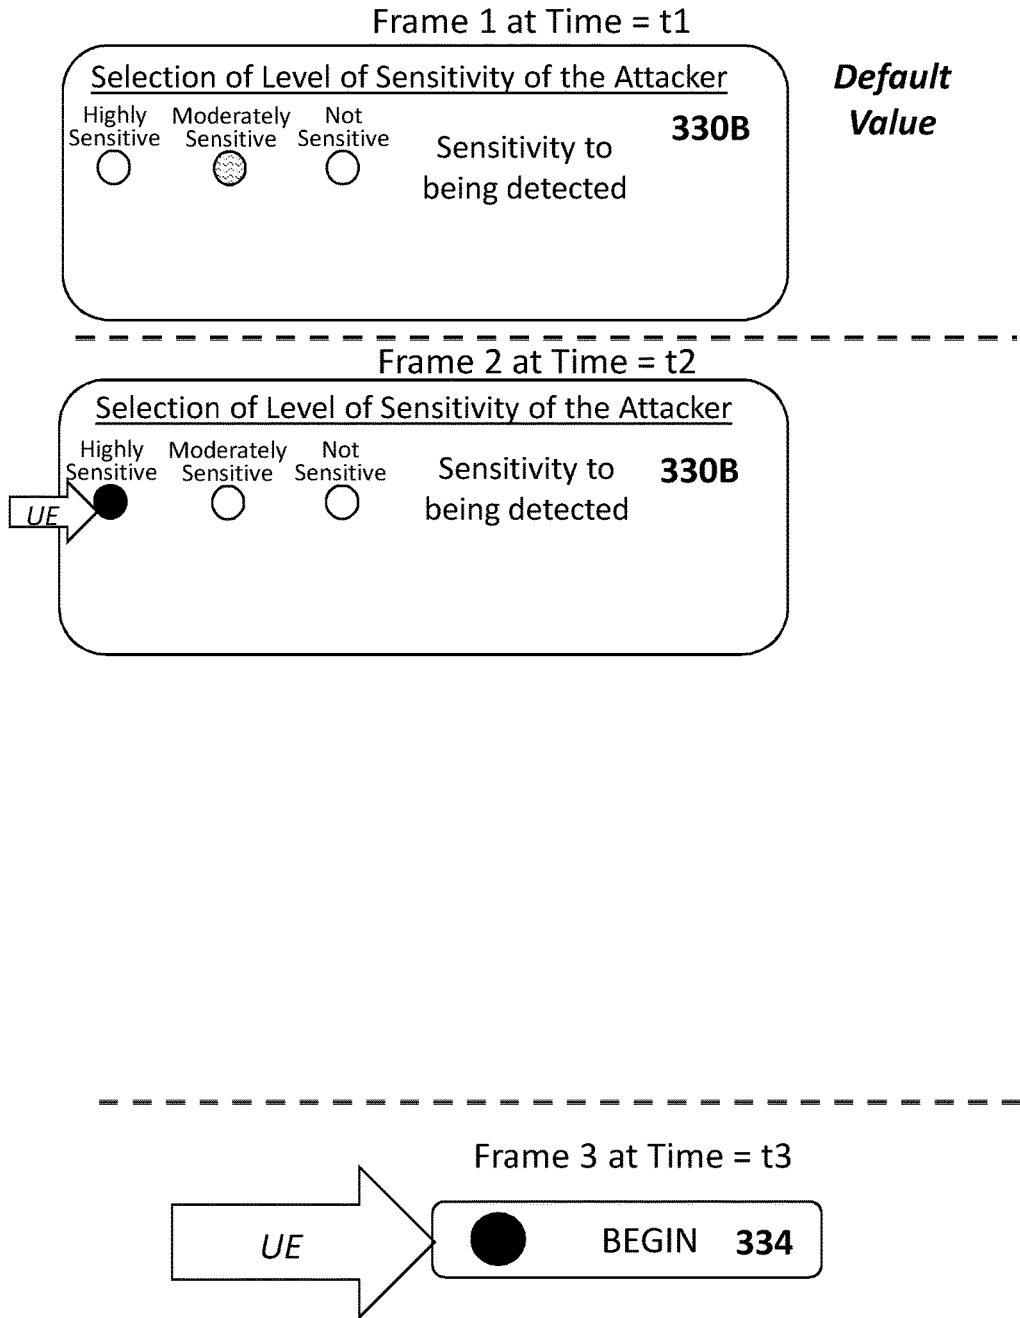 Frame 1 at Time = t1
Selection of Level of Sensitivity of the Attacker
Default
Value
Highly Moderately Not
Sensitive Sensitive Sensitive
330B
Sensitivity to
being detected
Frame 2 at Time = t2
Selection of Level of Sensitivity of the Attacker
Highly Moderately Not
Sensitive Sensitive Sensitive
Sensitivity to 330B
being detected
UE
Frame 3 at Time = t3
UE
BEGIN 334